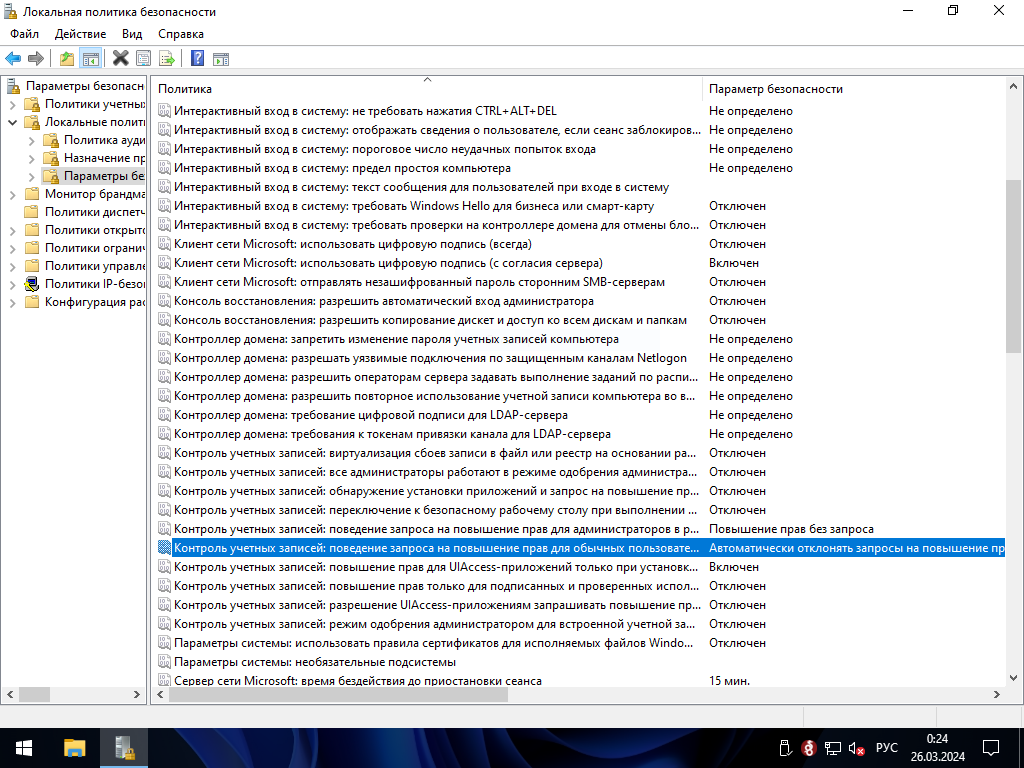 Локальная политика безопасности
Файл Действие Вид Справка
Параметры безопасн
Политики учетных
Локальные полит
Политика ауди
Назначение пр
Параметры бе
Монитор брандма
Политики диспетч
Политики открыто
Политики огранич
Политики управле
Политики IP-безо
Конфигурация рас
Политика Параметр безопасности
Интерактивный вход в систему: не требовать нажатия CTRL+ALT+DEL Не определено
Интерактивный вход в систему: отображать сведения о пользователе, если сеанс заблокиров... Не определено
Интерактивный вход в систему: пороговое число неудачных попыток входа Не определено
Интерактивный вход в систему: предел простоя компьютера Не определено
Интерактивный вход в систему: текст сообщения для пользователей при входе в систему
Интерактивный вход в систему: требовать Windows Hello для бизнеса или смарт-карту Отключен
Интерактивный вход в систему: требовать проверки на контроллере домена для отмены бло... Отключен
Клиент сети Microsoft: использовать цифровую подпись (всегда) Отключен
Клиент сети Microsoft: использовать цифровую подпись (с согласия сервера) Включен
Клиент сети Microsoft: отправлять незашифрованный пароль сторонним SMB-серверам Отключен
Консоль восстановления: разрешить автоматический вход администратора Отключен
Консоль восстановления: разрешить копирование дискет и доступ ко всем дискам и папкам Отключен
Контроллер домена: запретить изменение пароля учетных записей компьютера Не определено
Контроллер домена: разрешать уязвимые подключения по защищенным каналам Netlogon Не определено
Контроллер домена: разрешить операторам сервера задавать выполнение заданий по распи... Не определено
Контроллер домена: разрешить повторное использование учетной записи компьютера во в... Не определено
Контроллер домена: требование цифровой подписи для LDAP-сервера Не определено
Контроллер домена: требования к токенам привязки канала для LDAP-сервера Не определено
Контроль учетных записей: виртуализация сбоев записи в файл или реестр на основании ра... Отключен
Контроль учетных записей: все администраторы работают в режиме одобрения администра... Отключен
Контроль учетных записей: обнаружение установки приложений и запрос на повышение пр... Отключен
Контроль учетных записей: переключение к безопасному рабочему столу при выполнении ... Отключен
Контроль учетных записей: поведение запроса на повышение прав для администраторов в р... Повышение прав без запроса
Контроль учетных записей: поведение запроса на повышение прав для обычных пользовате... Автоматически отклонять запросы на повышение пр
Контроль учетных записей: повышение прав для UIAccess-приложений только при установк... Включен
Контроль учетных записей: повышение прав только для подписанных и проверенных испол... Отключен
Контроль учетных записей: разрешение UIAccess-приложениям запрашивать повышение пр... Отключен
Контроль учетных записей: режим одобрения администратором для встроенной учетной за... Отключен
Параметры системы: использовать правила сертификатов для исполняемых файлов Windo... Отключен
Параметры системы: необязательные подсистемы
Сервер сети Microsoft: время бездействия до приостановки сеанса 15 мин.
РУС
0:24
26.03.2024